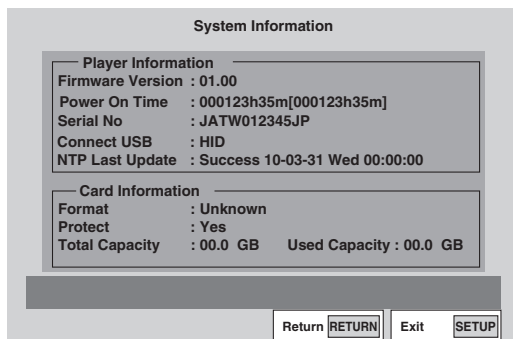 System Information
Player Information
Firmware Version : 01.00
Power On Time : 000123h35m[000123h35m]
Serial No : JATW012345JP
Connect USB : HID
NTP Last Update : Success 10-03-31 Wed 00:00:00
Card Information
Format : Unknown
Protect : Yes
Total Capacity : 00.0 GB Used Capacity : 00.0 GB
Return RETURN Exit SETUP